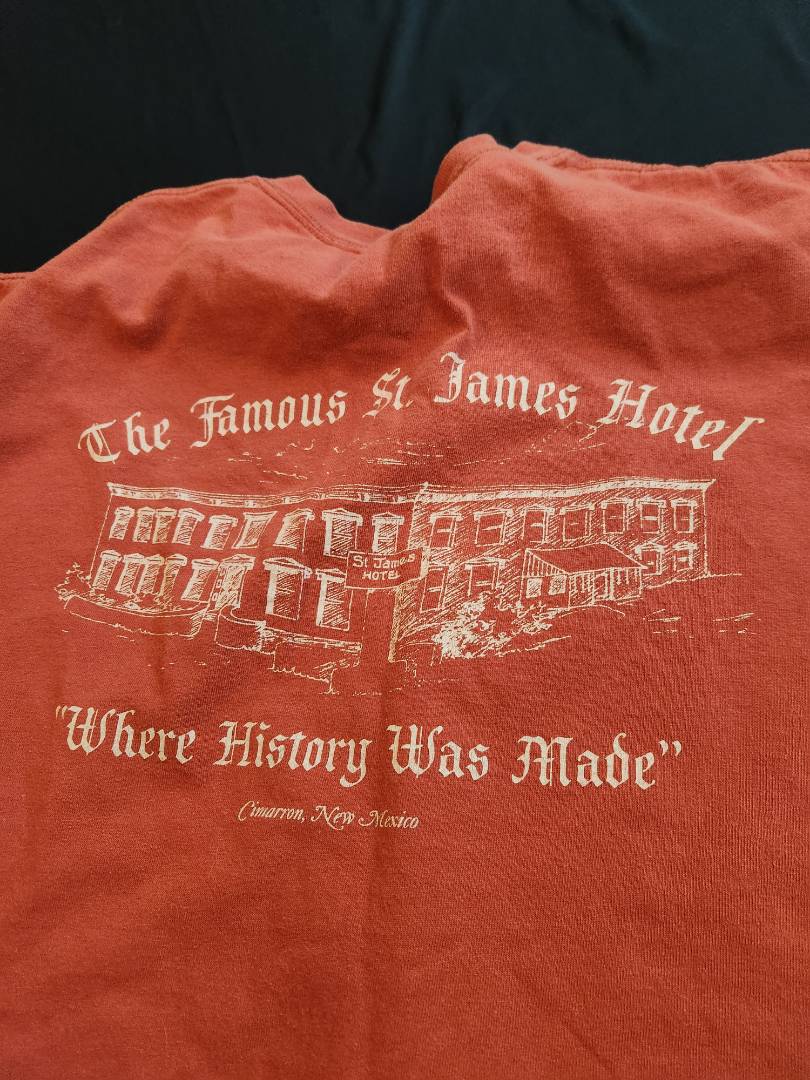 The Famous St. James Hotel
St. James
HOTEL
"Where History Was Made"
Cimarron, New Mexico